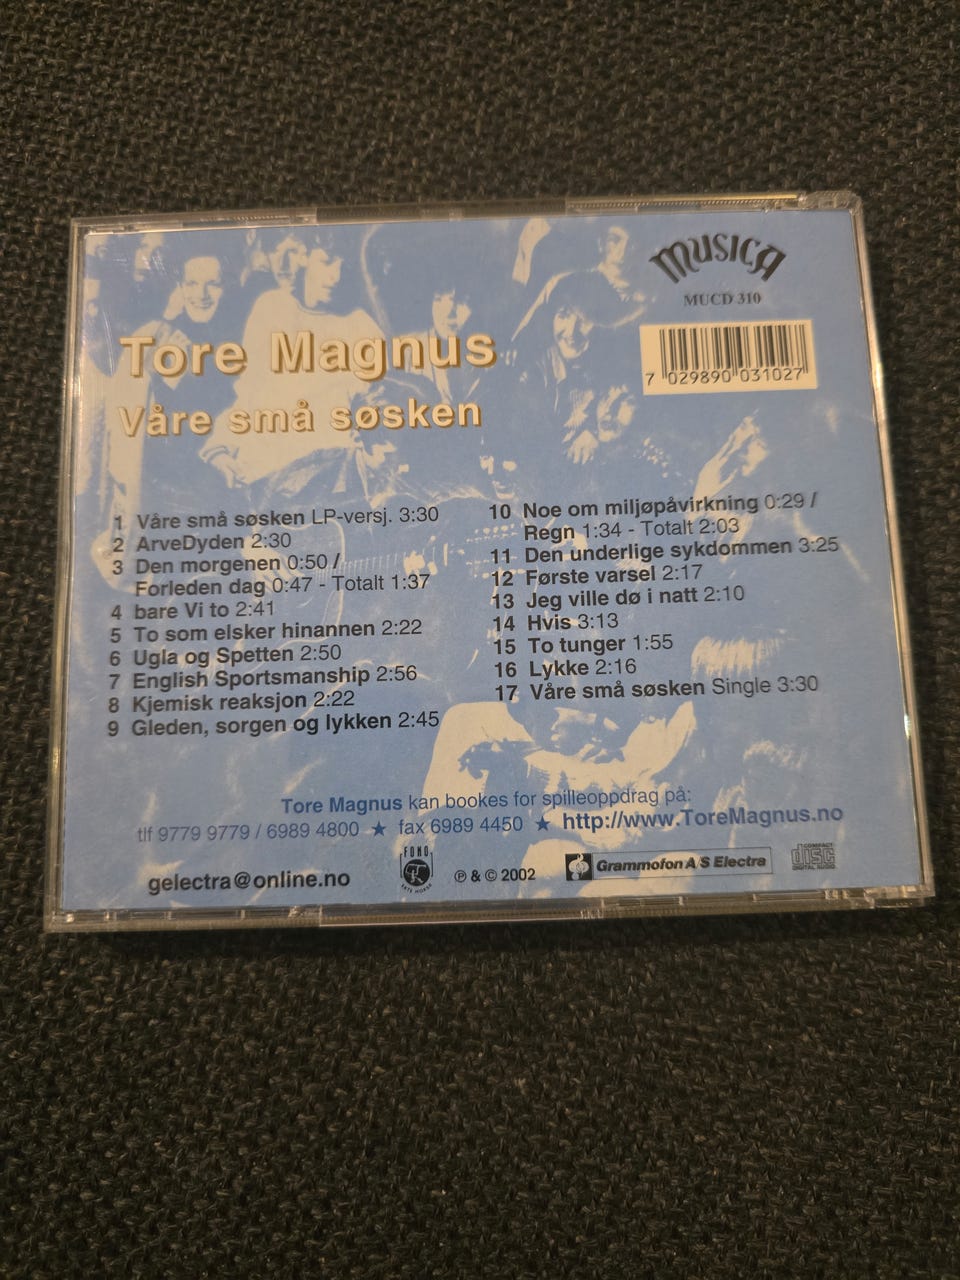 MUSICA
MUCD 310
7 029890 031027
Tore Magnus
Våre små søsken
1 Våre små søsken LP-versj. 3:30
2 ArveDyden 2:30
3 Den morgenen 0:50 /
Forleden dag 0:47 - Totalt 1:37
4 bare Vi to 2:41
5 To som elsker hinannen 2:22
6 Ugla og Spetten 2:50
7 English Sportsmanship 2:56
8 Kjemisk reaksjon 2:22
9 Gleden, sorgen og lykken 2:45
10 Noe om miljøpåvirkning 0:29 /
Regn 1:34 - Totalt 2:03
11 Den underlige sykdommen 3:25
12 Første varsel 2:17
13 Jeg ville dø i natt 2:10
14 Hvis 3:13
15 To tunger 1:55
16 Lykke 2:16
17 Våre små søsken Single 3:30
Tore Magnus kan bookes for spilleoppdrag på:
tlf 9779 9779 / 6989 4800 ★ fax 6989 4450 ★ http://www.ToreMagnus.no
gelectra@online.no
FONO
℗ & © 2002
Grammofon A/S Electra
COMPACT
disc
DIGITAL AUDIO